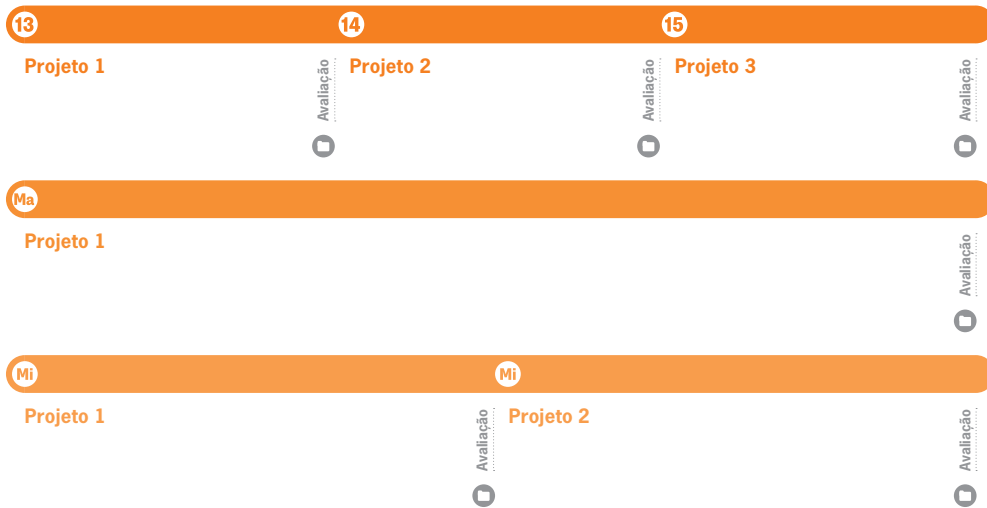 13 14 15
Projeto 1
Avaliação
Projeto 2
Avaliação
Projeto 3
Avaliação
Ma
Projeto 1
Avaliação
Mi Mi
Projeto 1
Avaliação
Projeto 2
Avaliação